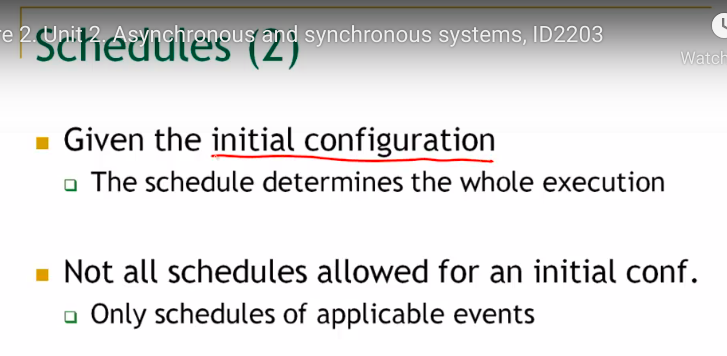 re 2. Unit 2. Asynchronous and synchronous systems, ID2203
Schedules (2)
Watch
Given the initial configuration
The schedule determines the whole execution
Not all schedules allowed for an initial conf.
Only schedules of applicable events